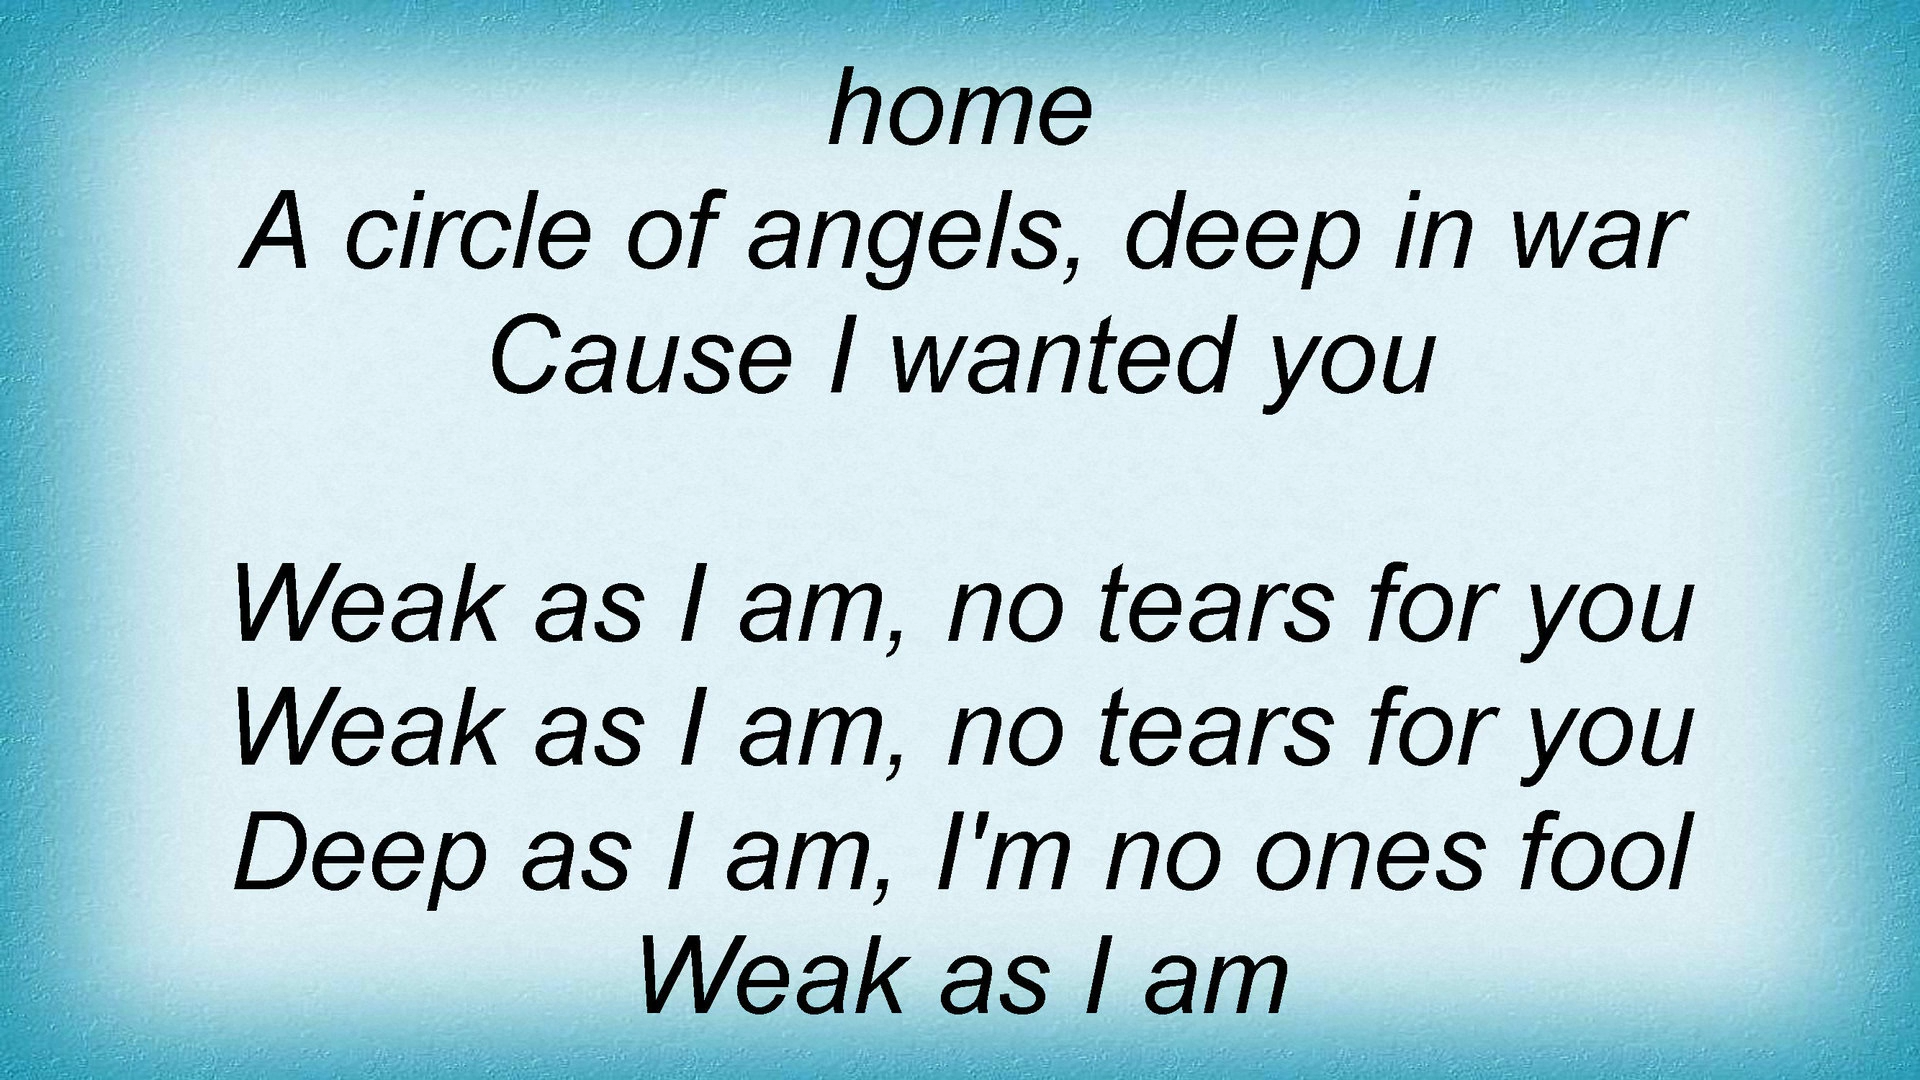 home
A circle of angels, deep in war
Cause I wanted you
Weak as I am, no tears for you
Weak as I am, no tears for you
Deep as I am, I'm no ones fool
Weak as I am